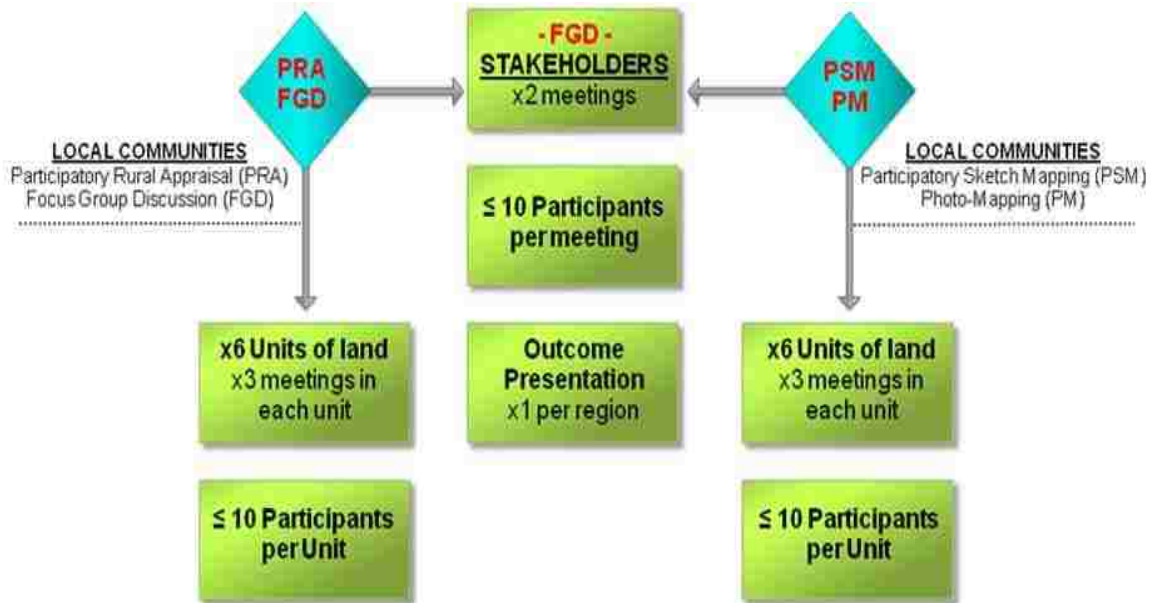 PRA
FGD
- FGD -
STAKEHOLDERS
x2 meetings
PSM
PM
LOCAL COMMUNITIES
Participatory Rural Appraisal (PRA)
Focus Group Discussion (FGD)
LOCAL COMMUNITIES
Participatory Sketch Mapping (PSM)
Photo-Mapping (PM)
≤ 10 Participants
per meeting
x6 Units of land
x3 meetings in
each unit
Outcome
Presentation
x1 per region
x6 Units of land
x3 meetings in
each unit
≤ 10 Participants
per Unit
≤ 10 Participants
per Unit